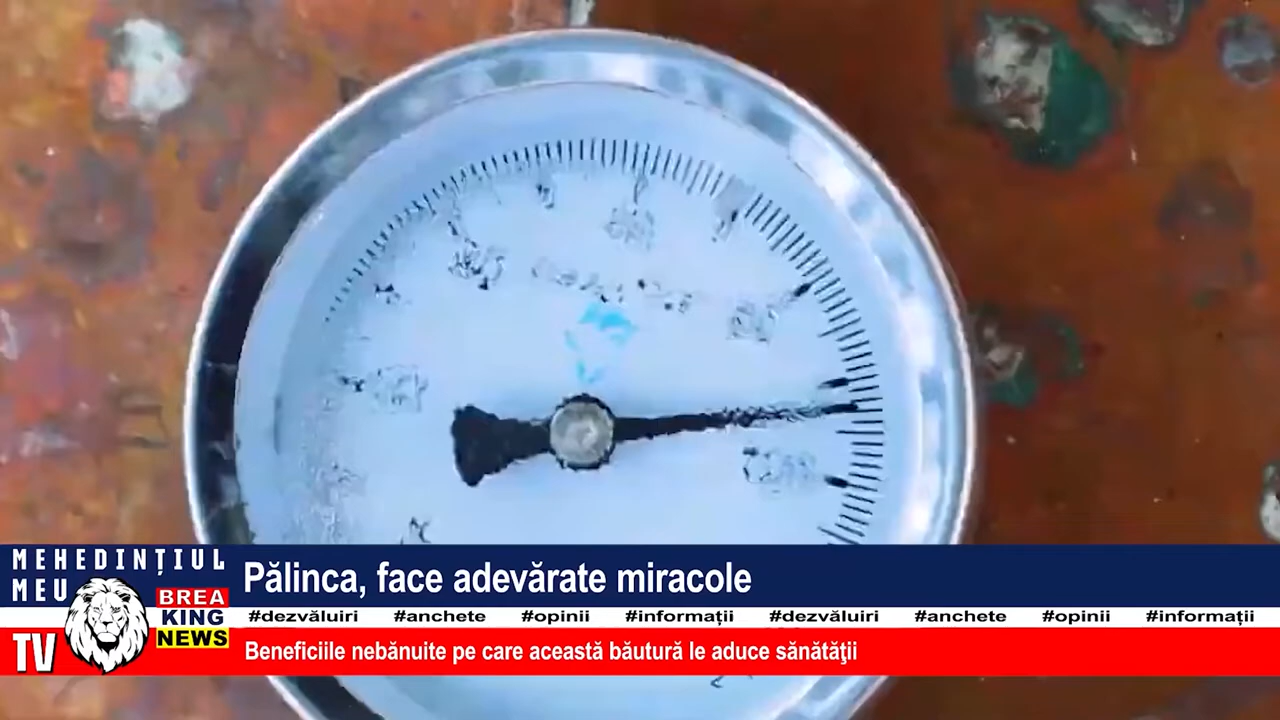 MEHEDINȚIUL
MEU
TV
BREA
KING
NEWS
Pălinca, face adevărate miracole
#dezvăluiri #anchete #opinii #informații #dezvăluiri #anchete #opinii #informații
Beneficiile nebănuite pe care această băutură le aduce sănătăţii